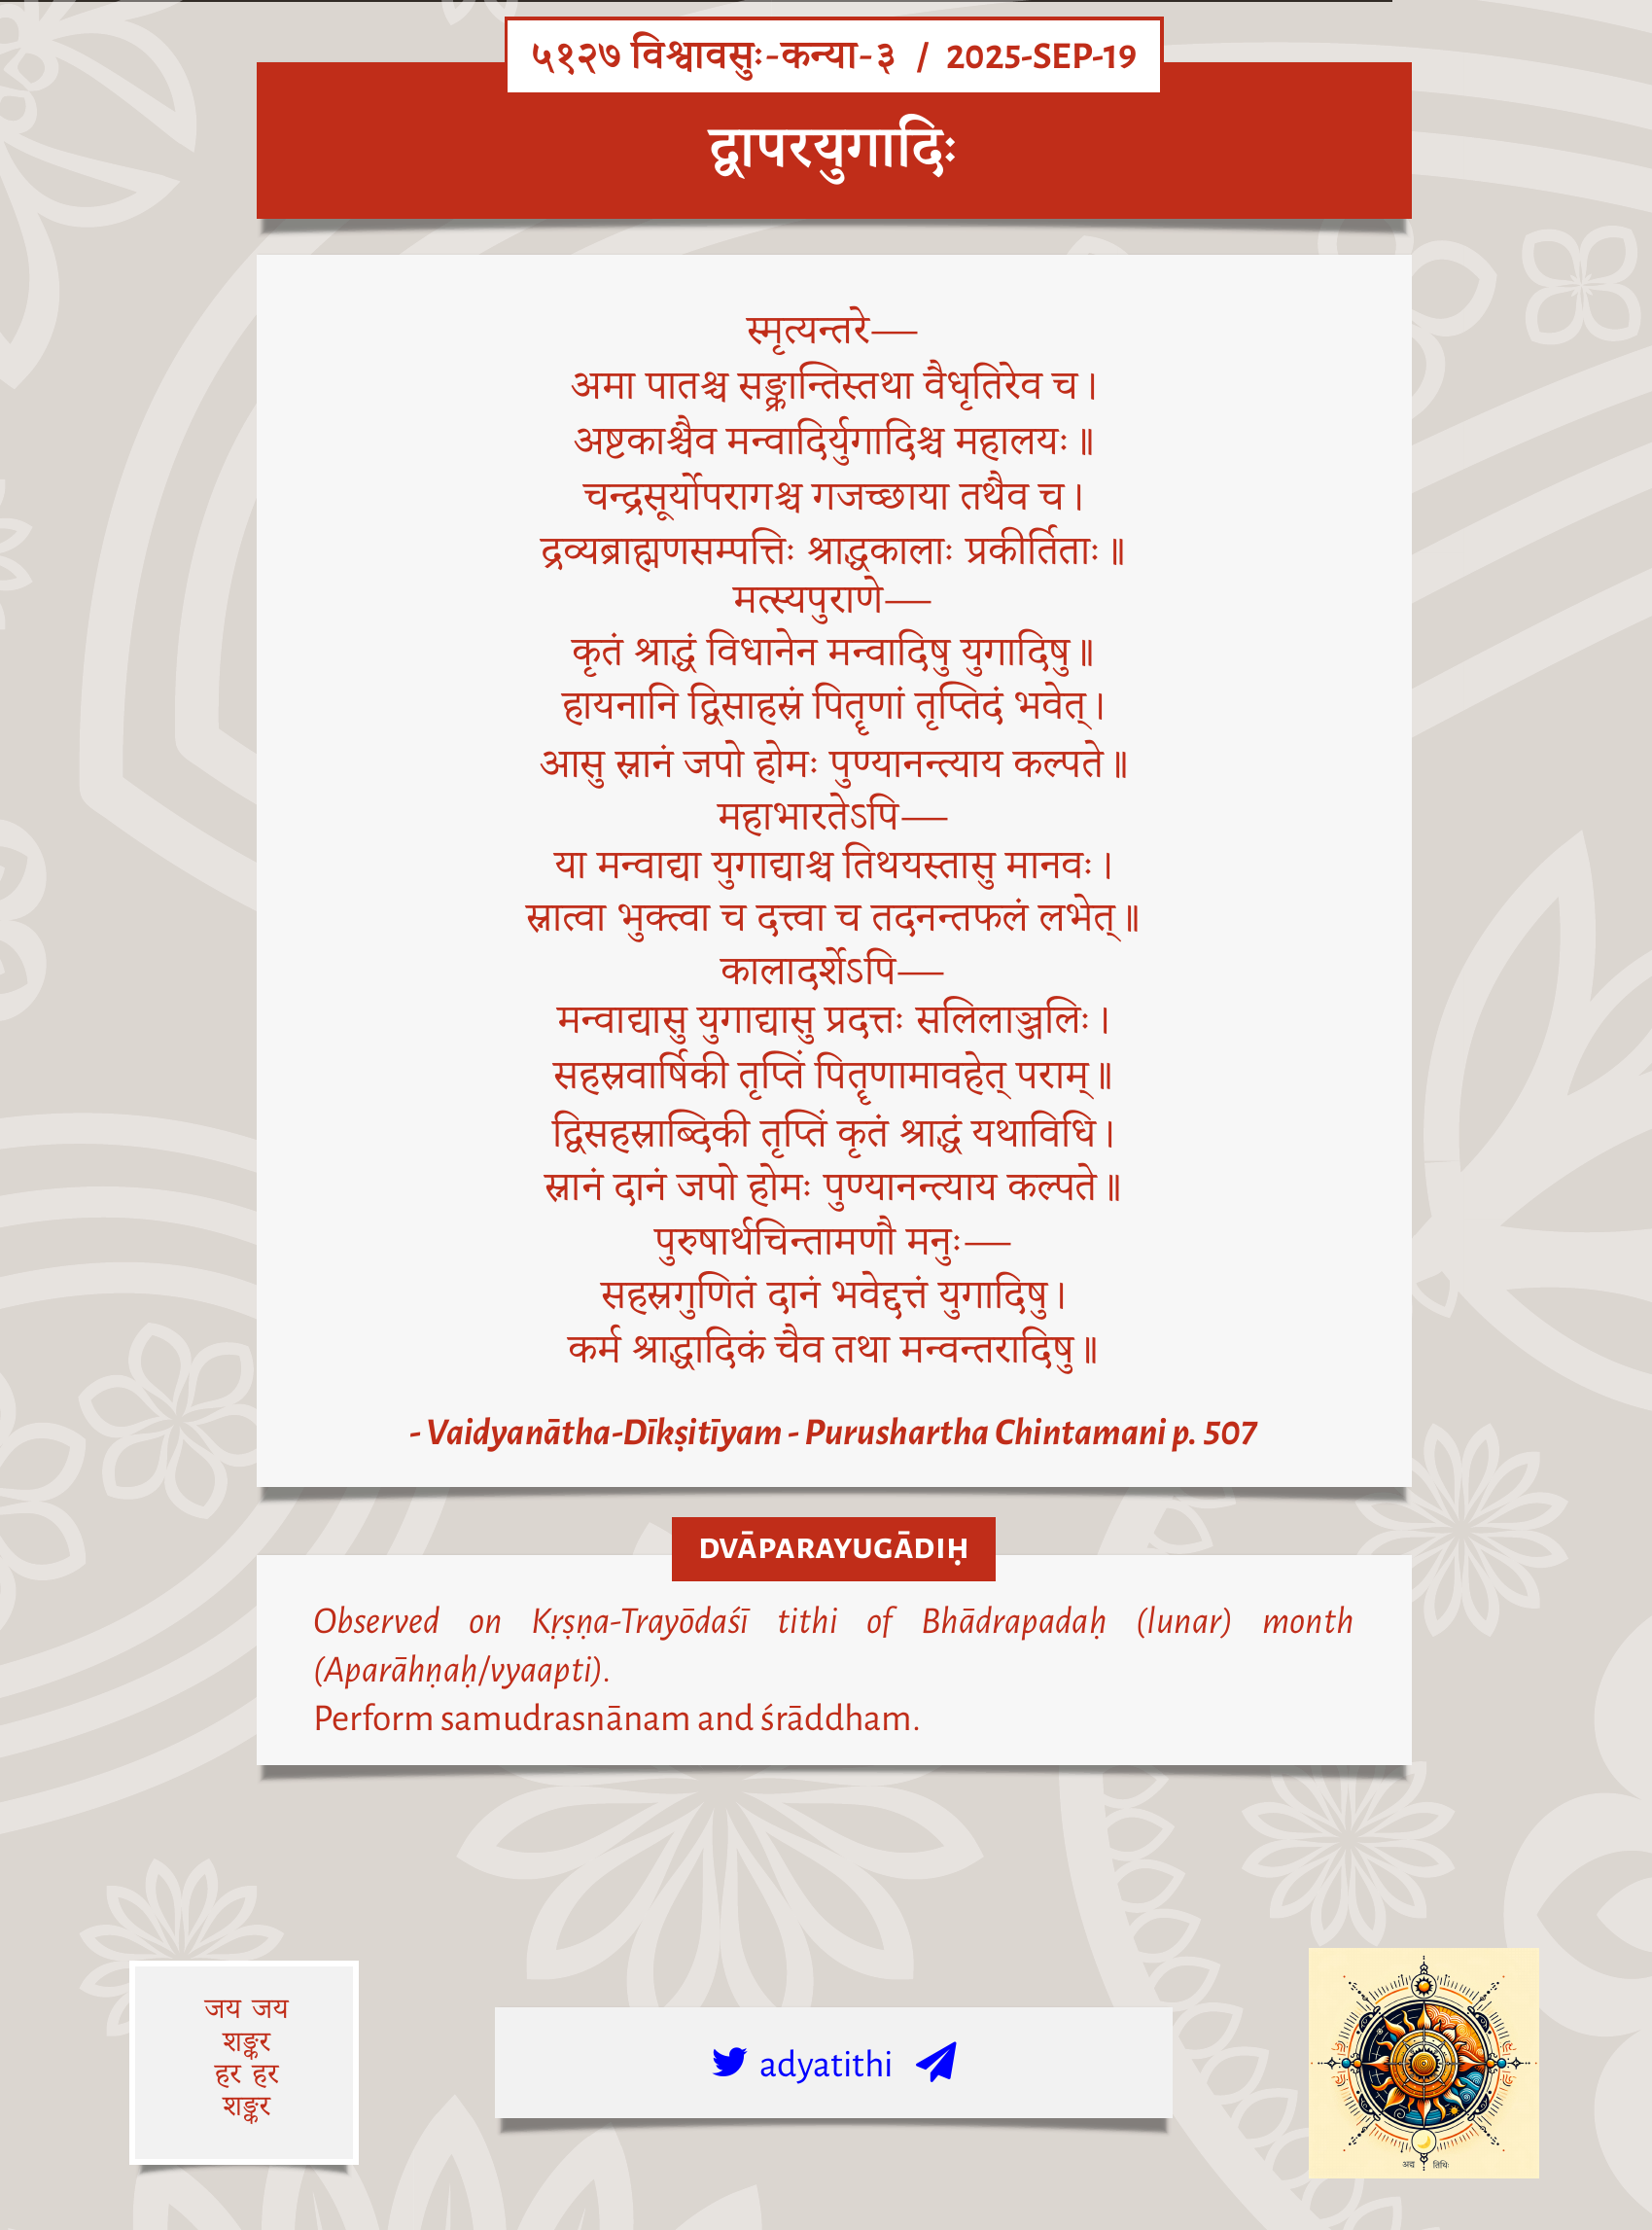 ५१२७ विश्वावसुः-कन्या-३ / 2025-SEP-19
द्वापरयुगादिः
स्मृत्यन्तरे—
अमा पातश्च सङ्क्रान्तिस्तथा वैधृतिरेव च।
अष्टकाश्चैव मन्वादिर्युगादिश्च महालयः॥
चन्द्रसूर्योपरागश्च गजच्छाया तथैव च।
द्रव्यब्राह्मणसम्पत्तिः श्राद्धकालाः प्रकीर्तिताः॥
मत्स्यपुराणे—
कृतं श्राद्धं विधानेन मन्वादिषु युगादिषु॥
हायनानि द्विसाहस्रं पितॄणां तृप्तिदं भवेत्।
आसु स्नानं जपो होमः पुण्यानन्त्याय कल्पते॥
महाभारतेऽपि—
या मन्वाद्या युगाद्याश्च तिथयस्तासु मानवः।
स्नात्वा भुक्त्वा च दत्त्वा च तदनन्तफलं लभेत्॥
कालादर्शेऽपि—
मन्वाद्यासु युगाद्यासु प्रदत्तः सलिलाञ्जलिः।
सहस्रवार्षिकी तृप्तिं पितॄणामावहेत् पराम्॥
द्विसहस्राब्दिकी तृप्तिं कृतं श्राद्धं यथाविधि।
स्नानं दानं जपो होमः पुण्यानन्त्याय कल्पते॥
पुरुषार्थचिन्तामणौ मनुः—
सहस्रगुणितं दानं भवेद्दत्तं युगादिषु।
कर्म श्राद्धादिकं चैव तथा मन्वन्तरादिषु॥
- Vaidyanātha-Dīkṣitīyam - Purushartha Chintamani p. 507
DVĀPARAYUGĀDIḤ
Observed on Kṛṣṇa-Trayōdaśī tithi of Bhādrapadaḥ (lunar) month
(Aparāhṇaḥ/vyaapti).
Perform samudrasnānam and śrāddham.
जय जय
शङ्कर
हर हर
शङ्कर
adyatithi
अद्य तिथिः